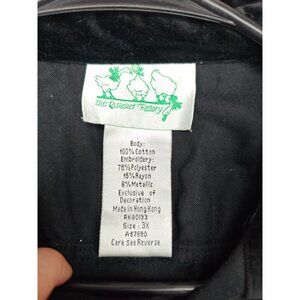 The Quacker Factory
Body:
100% Cotton
Embroidery:
76% Polyester
16% Rayon
8% Metallic
Exclusive of
Decoration
Made in Hong Kong
AN90133
Size : 3X
A67880
Care See Reverse